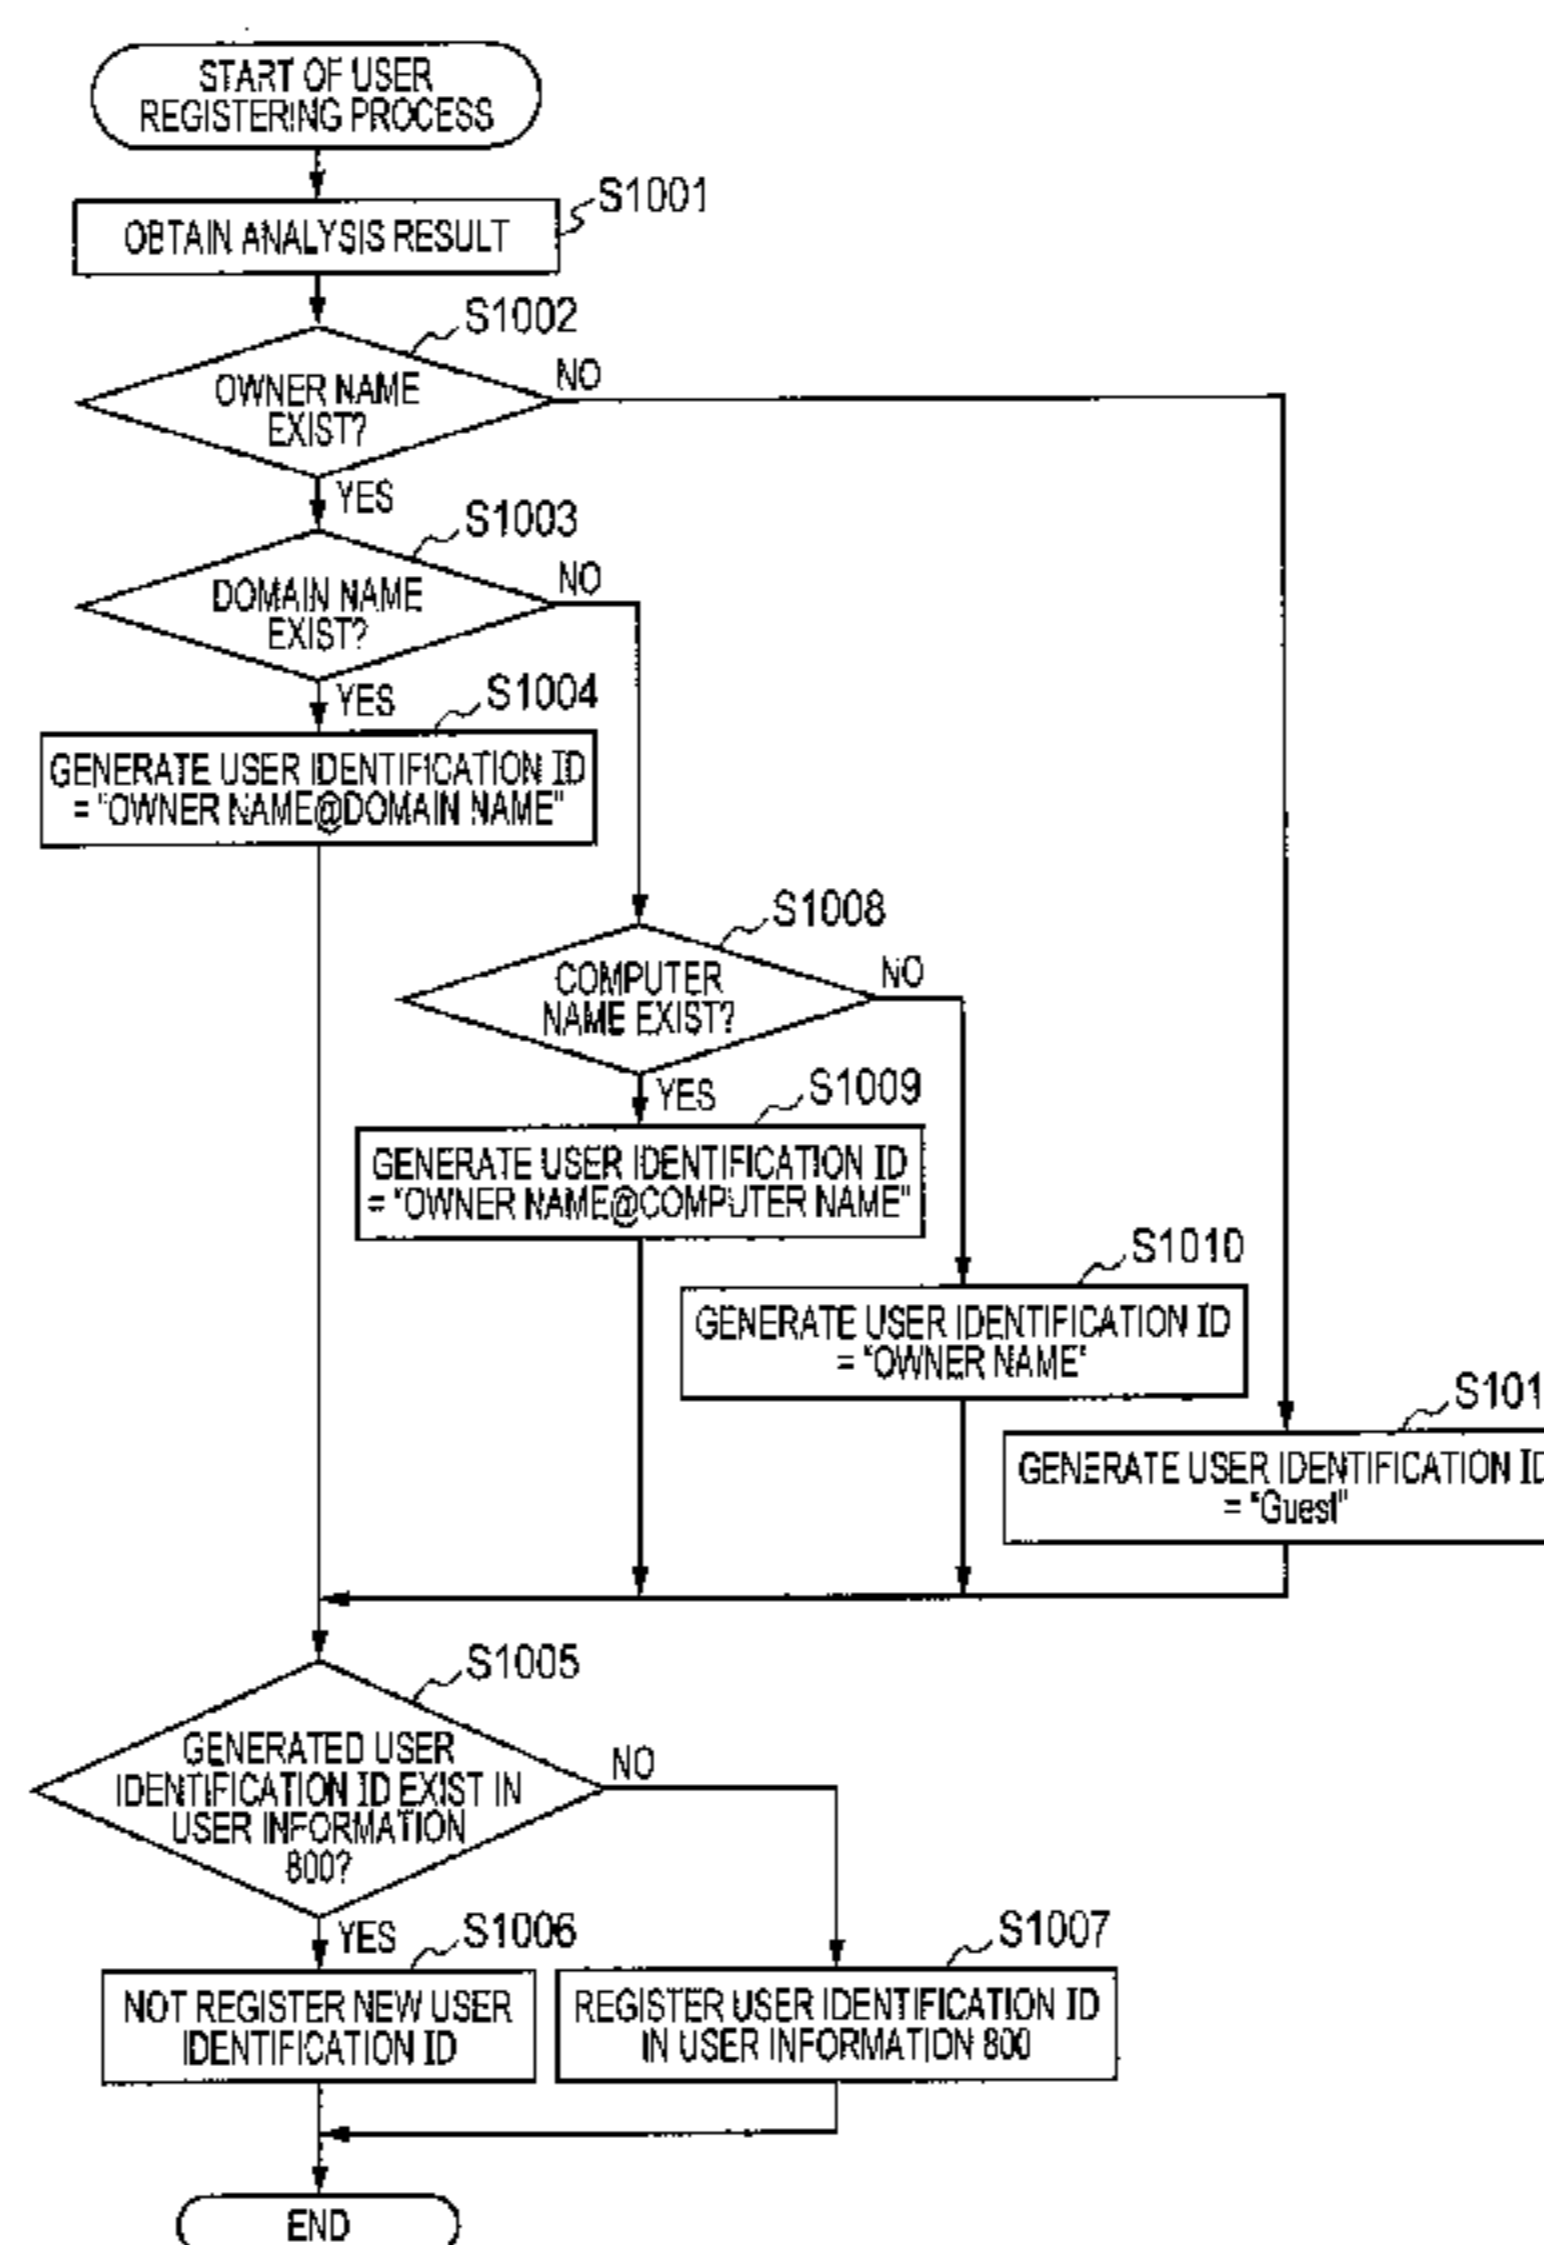 START OF USER
REGISTERING PROCESS
S1001
OBTAIN ANALYSIS RESULT
S1002
OWNER NAME
EXIST?
NO
YES
S1003
DOMAIN NAME
EXIST?
NO
YES
S1004
GENERATE USER IDENTIFICATION ID
= "OWNER NAME@DOMAIN NAME"
S1008
COMPUTER
NAME EXIST?
NO
YES
S1009
GENERATE USER IDENTIFICATION ID
= "OWNER NAME@COMPUTER NAME"
S1010
GENERATE USER IDENTIFICATION ID
= "OWNER NAME"
S101
GENERATE USER IDENTIFICATION ID
= "Guest"
S1005
GENERATED USER
IDENTIFICATION ID EXIST IN
USER INFORMATION
800?
NO
YES
S1006
NOT REGISTER NEW USER
IDENTIFICATION ID
S1007
REGISTER USER IDENTIFICATION ID
IN USER INFORMATION 800
END